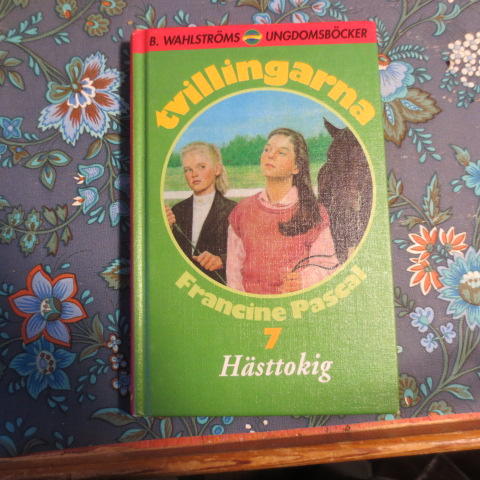 B. WAHLSTRÖMS UNGDOMSBÖCKER
tvillingarna
Francine Pascal
7
Hästtokig